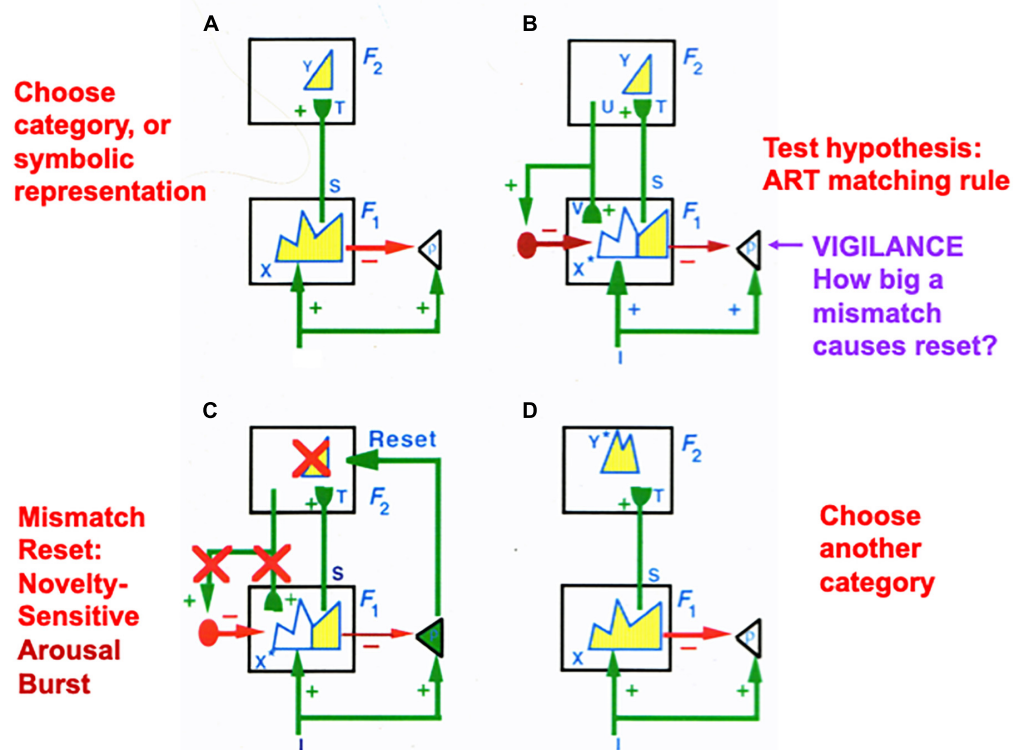 A
Y
F2
+ T
Choose
category, or
symbolic
representation
S
F1
X
−
ρ
+ +
B
Y
F2
U + T
Test hypothesis:
ART matching rule
+
S
V + F1
−
X*
−
ρ
VIGILANCE
How big a
mismatch
causes reset?
+ +
I
C
Reset
+ T
F2
Mismatch
Reset:
Novelty-
Sensitive
Arousal
Burst
S
+ + F1
−
X*
−
+ +
I
D
Y*
F2
+ T
Choose
another
category
S
F1
X
−
ρ
+ +
I